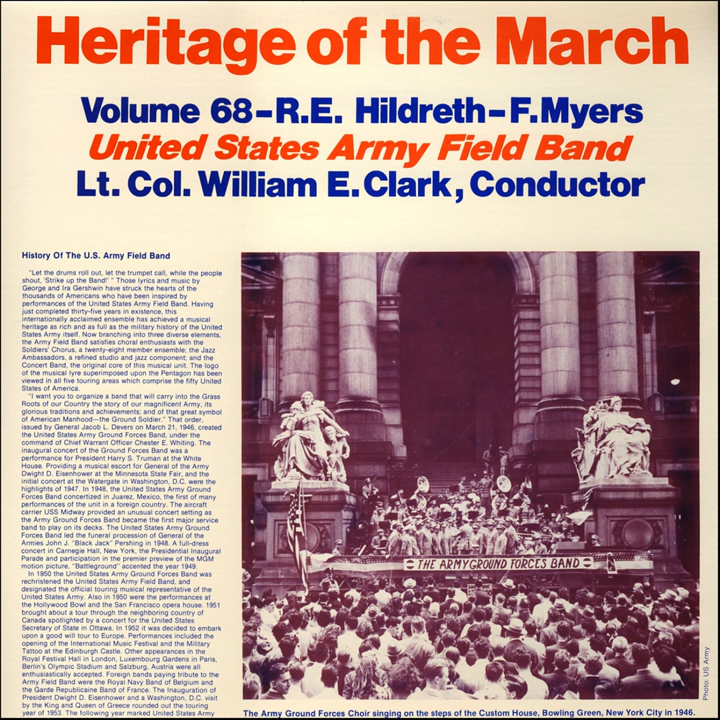 Heritage of the March
Volume 68–R.E. Hildreth–F.Myers
United States Army Field Band
Lt. Col. William E. Clark, Conductor
History Of The U.S. Army Field Band
"Let the drums roll out, let the trumpet call, while the people
shout, 'Strike up the Band!' " Those lyrics and music by
George and Ira Gershwin have struck the hearts of the
thousands of Americans who have been inspired by
performances of the United States Army Field Band. Having
just completed thirty-five years in existence, this
internationally acclaimed ensemble has achieved a musical
heritage as rich and as full as the military history of the United
States Army itself. Now branching into three diverse elements,
the Army Field Band satisfies choral enthusiasts with the
Soldiers' Chorus, a twenty-eight member ensemble; the Jazz
Ambassadors, a refined studio and jazz component; and the
Concert Band, the original core of this musical unit. The logo
of the musical lyre superimposed upon the Pentagon has been
viewed in all five touring areas which comprise the fifty United
States of America.
"I want you to organize a band that will carry into the Grass
Roots of our Country the story of our magnificent Army, its
glorious traditions and achievements; and of that great symbol
of American Manhood—the Ground Soldier." That order,
issued by General Jacob L. Devers on March 21, 1946, created
the United States Army Ground Forces Band, under the
command of Chief Warrant Officer Chester E. Whiting. The
inaugural concert of the Ground Forces Band was a
performance for President Harry S. Truman at the White
House. Providing a musical escort for General of the Army
Dwight D. Eisenhower at the Minnesota State Fair, and the
initial concert at the Watergate in Washington, D.C. were the
highlights of 1947. In 1948, the United States Army Ground
Forces Band concertized in Juarez, Mexico, the first of many
performances of the unit in a foreign country. The aircraft
carrier USS Midway provided an unusual concert setting as
the Army Ground Forces Band became the first major service
band to play on its decks. The United States Army Ground
Forces Band led the funeral procession of General of the
Armies John J. "Black Jack" Pershing in 1948. A full-dress
concert in Carnegie Hall, New York, the Presidential Inaugural
Parade and participation in the premier preview of the MGM
motion picture, "Battleground" accented the year 1949.
In 1950 the United States Army Ground Forces Band was
rechristened the United States Army Field Band, and
designated the official touring musical representative of the
United States Army. Also in 1950 were the performances at
the Hollywood Bowl and the San Francisco opera house. 1951
brought about a tour through the neighboring country of
Canada spotlighted by a concert for the United States
Secretary of State in Ottawa. In 1952 it was decided to embark
upon a good will tour to Europe. Performances included the
opening of the International Music Festival and the Military
Tattoo at the Edinburgh Castle. Other appearances in the
Royal Festival Hall in London, Luxembourg Gardens in Paris,
Berlin's Olympic Stadium and Salzburg, Austria were all
enthusiastically accepted. Foreign bands paying tribute to the
Army Field Band were the Royal Navy Band of Belgium and
the Garde Republicaine Band of France. The Inauguration of
President Dwight D. Eisenhower and a Washington, D.C. visit
by the King and Queen of Greece rounded out the touring
year of 1953. The following year marked United States Army
THE ARMY GROUND FORCES BAND
Photo: US Army
The Army Ground Forces Choir singing on the steps of the Custom House, Bowling Green, New York City in 1946.